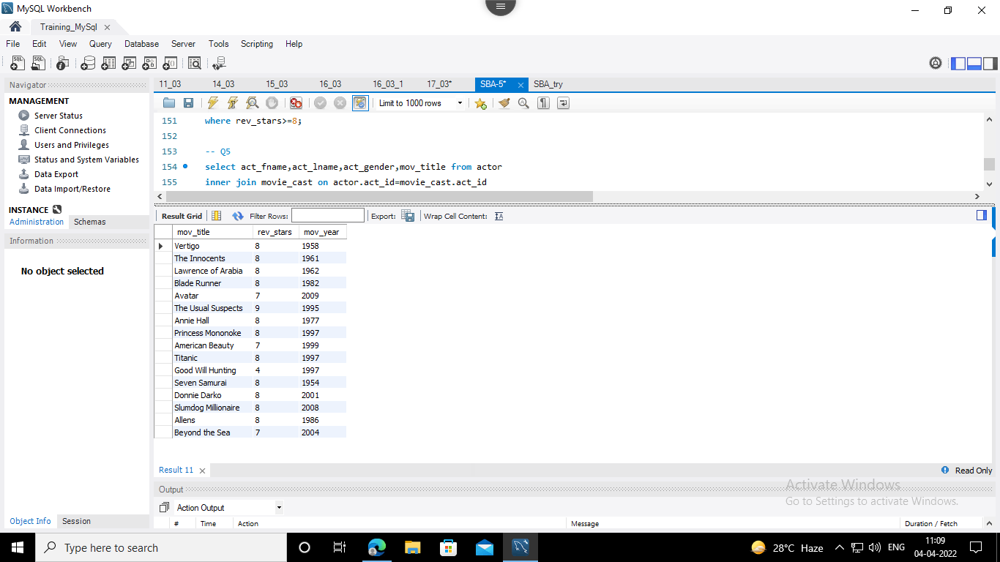 MySQL Workbench
Training_MySql
File Edit View Query Database Server Tools Scripting Help
Navigator
MANAGEMENT
Server Status
Client Connections
Users and Privileges
Status and System Variables
Data Export
Data Import/Restore
INSTANCE
Administration Schemas
Information
No object selected
Object Info Session
11_03 14_03 15_03 16_03 16_03_1 17_03* SBA-5* SBA_try
Limit to 1000 rows
151 where rev_stars>=8;
152
153 -- Q5
154 select act_fname,act_lname,act_gender,mov_title from actor
155 inner join movie_cast on actor.act_id=movie_cast.act_id
Result Grid Filter Rows: Export: Wrap Cell Content:
mov_title rev_stars mov_year
Vertigo 8 1958
The Innocents 8 1961
Lawrence of Arabia 8 1962
Blade Runner 8 1982
Avatar 7 2009
The Usual Suspects 9 1995
Annie Hall 8 1977
Princess Mononoke 8 1997
American Beauty 7 1999
Titanic 8 1997
Good Will Hunting 4 1997
Seven Samurai 8 1954
Donnie Darko 8 2001
Slumdog Millionaire 8 2008
Aliens 8 1986
Beyond the Sea 7 2004
Result 11 Read Only
Output
Activate Windows
Go to Settings to activate Windows.
Action Output
# Time Action Message Duration / Fetch
Type here to search
28°C Haze ENG
11:09
04-04-2022